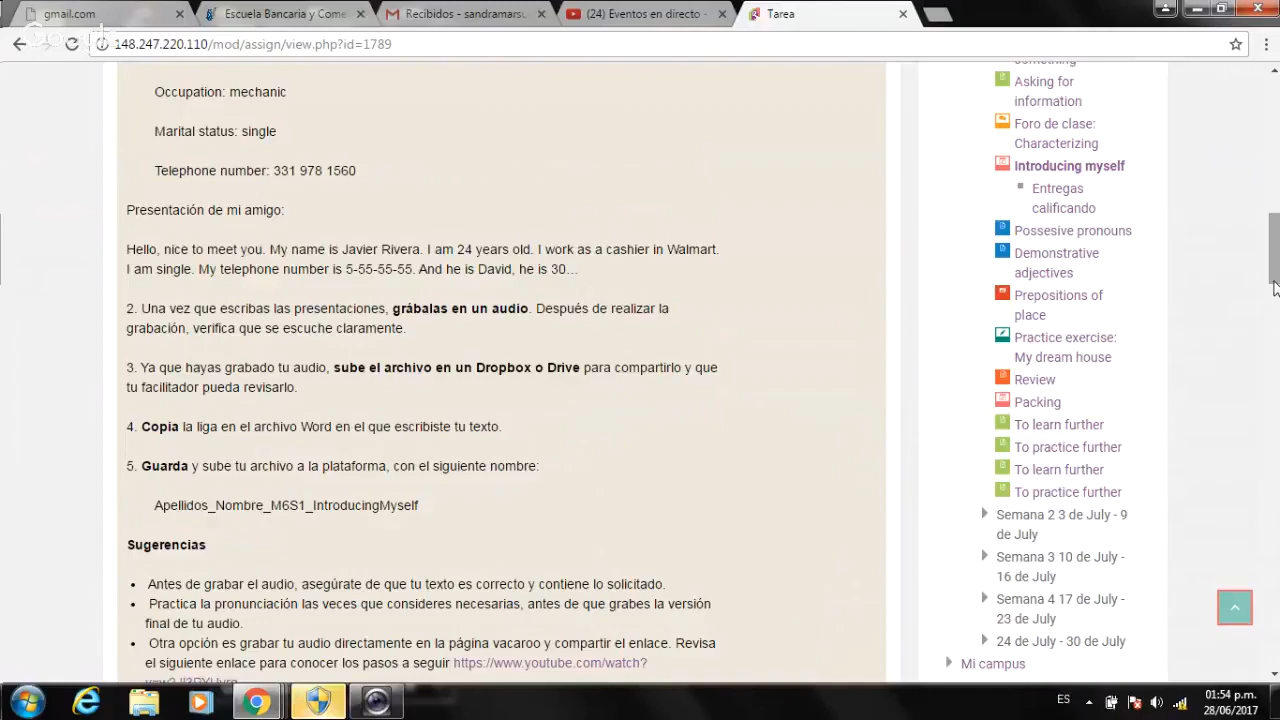 gmail.com
Escuela Bancaria y Come
Recibidos - sandramarsu
(24) Eventos en directo -
Tarea
148.247.220.110/mod/assign/view.php?id=1789
Occupation: mechanic
Marital status: single
Telephone number: 331 978 1560
Presentación de mi amigo:
Hello, nice to meet you. My name is Javier Rivera. I am 24 years old. I work as a cashier in Walmart.
I am single. My telephone number is 5-55-55-55. And he is David, he is 30...
2. Una vez que escribas las presentaciones, grábalas en un audio. Después de realizar la
grabación, verifica que se escuche claramente.
3. Ya que hayas grabado tu audio, sube el archivo en un Dropbox o Drive para compartirlo y que
tu facilitador pueda revisarlo.
4. Copia la liga en el archivo Word en el que escribiste tu texto.
5. Guarda y sube tu archivo a la plataforma, con el siguiente nombre:
Apellidos_Nombre_M6S1_IntroducingMyself
Sugerencias
• Antes de grabar el audio, asegúrate de que tu texto es correcto y contiene lo solicitado.
• Practica la pronunciación las veces que consideres necesarias, antes de que grabes la versión
final de tu audio.
• Otra opción es grabar tu audio directamente en la página vacaroo y compartir el enlace. Revisa
el siguiente enlace para conocer los pasos a seguir https://www.youtube.com/watch?
something
Asking for
information
Foro de clase:
Characterizing
Introducing myself
Entregas
calificando
Possesive pronouns
Demonstrative
adjectives
Prepositions of
place
Practice exercise:
My dream house
Review
Packing
To learn further
To practice further
To learn further
To practice further
Semana 2 3 de July - 9
de July
Semana 3 10 de July -
16 de July
Semana 4 17 de July -
23 de July
24 de July - 30 de July
Mi campus
ES
01:54 p.m.
28/06/2017